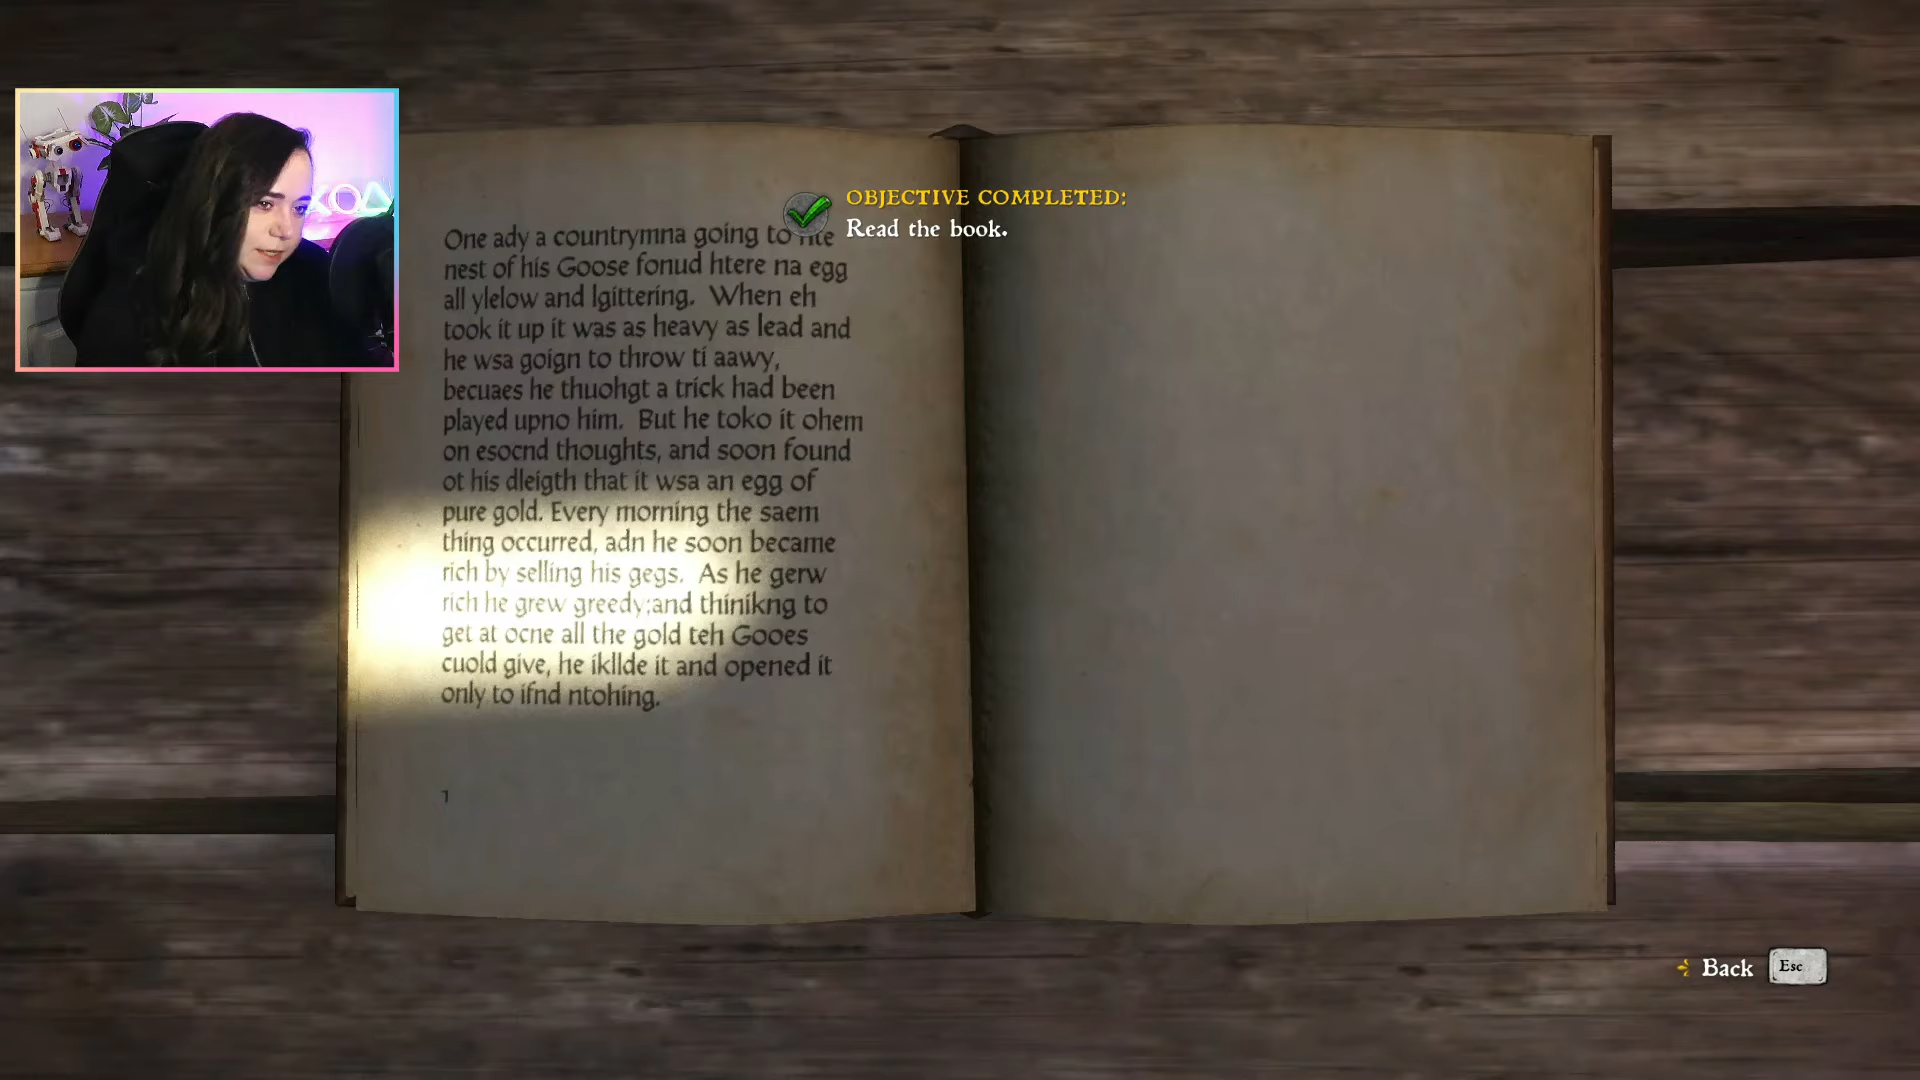 OBJECTIVE COMPLETED:
Read the book.
One ady a countrymna going to hte
nest of his Goose fonud htere na egg
all ylelow and lgittering. When eh
took it up it was as heavy as lead and
he wsa goign to throw ti aawy,
becuaes he thuohgt a trick had been
played upno him. But he toko it ohem
on esocnd thoughts, and soon found
ot his dleigth that it wsa an egg of
pure gold. Every morning the saem
thing occurred, adn he soon became
rich by selling his gegs. As he gerw
rich he grew greedy;and thinikng to
get at ocne all the gold teh Gooes
cuold give, he ikllde it and opened it
only to ifnd ntohing.
1
Back Esc